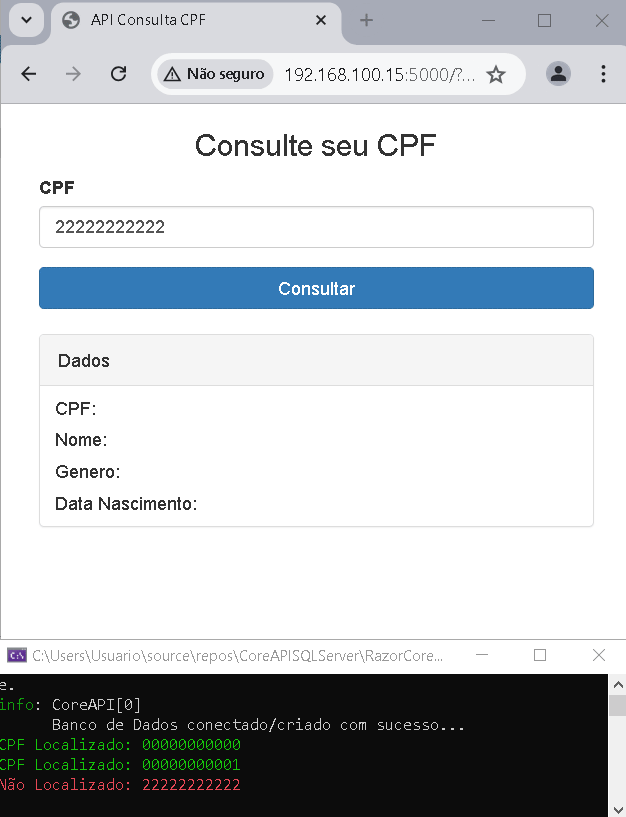 API Consulta CPF
Não seguro
192.168.100.15:5000/?...
Consulte seu CPF
CPF
22222222222
Consultar
Dados
CPF:
Nome:
Genero:
Data Nascimento:
C:\Users\Usuario\source\repos\CoreAPISQLServer\RazorCore...
e.
info: CoreAPI[0]
Banco de Dados conectado/criado com sucesso...
CPF Localizado: 00000000000
CPF Localizado: 00000000001
Não Localizado: 22222222222